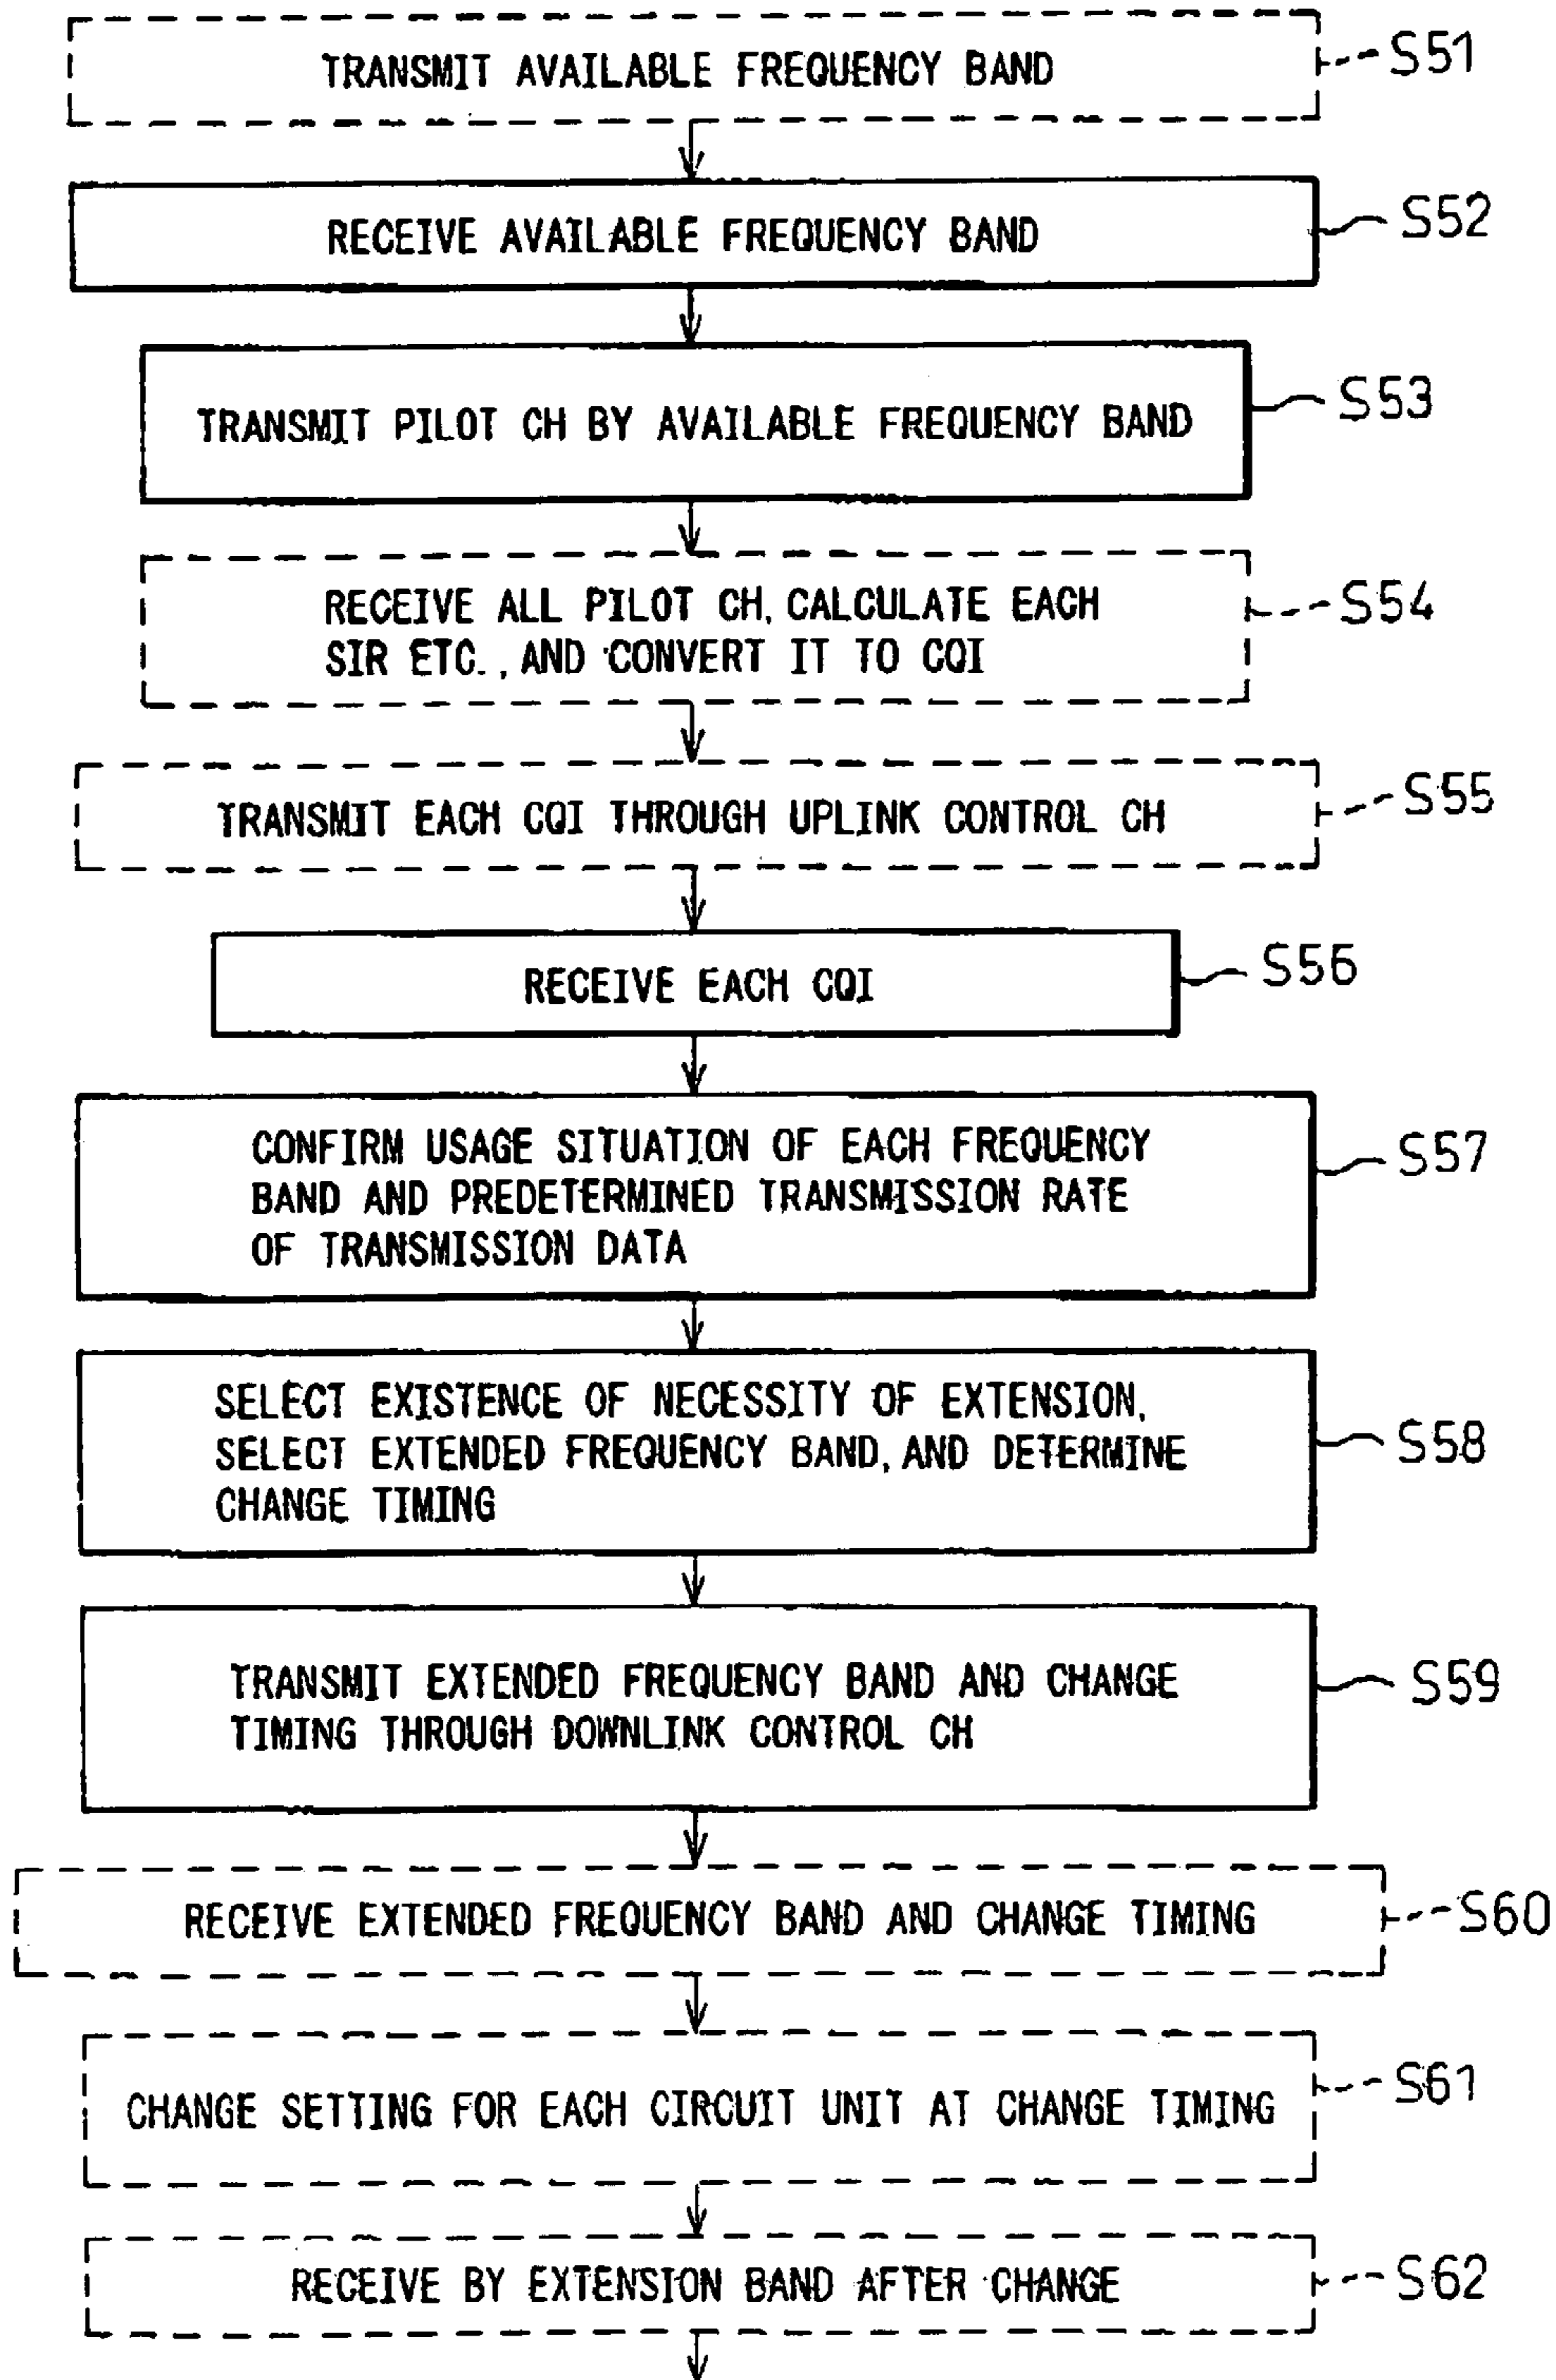 TRANSMIT AVAILABLE FREQUENCY BAND
S51
RECEIVE AVAILABLE FREQUENCY BAND
S52
TRANSMIT PILOT CH BY AVAILABLE FREQUENCY BAND
S53
RECEIVE ALL PILOT CH, CALCULATE EACH
SIR ETC., AND CONVERT IT TO CQI
S54
TRANSMIT EACH CQI THROUGH UPLINK CONTROL CH
S55
RECEIVE EACH CQI
S56
CONFIRM USAGE SITUATION OF EACH FREQUENCY
BAND AND PREDETERMINED TRANSMISSION RATE
OF TRANSMISSION DATA
S57
SELECT EXISTENCE OF NECESSITY OF EXTENSION,
SELECT EXTENDED FREQUENCY BAND, AND DETERMINE
CHANGE TIMING
S58
TRANSMIT EXTENDED FREQUENCY BAND AND CHANGE
TIMING THROUGH DOWNLINK CONTROL CH
S59
RECEIVE EXTENDED FREQUENCY BAND AND CHANGE TIMING
S60
CHANGE SETTING FOR EACH CIRCUIT UNIT AT CHANGE TIMING
S61
RECEIVE BY EXTENSION BAND AFTER CHANGE
S62